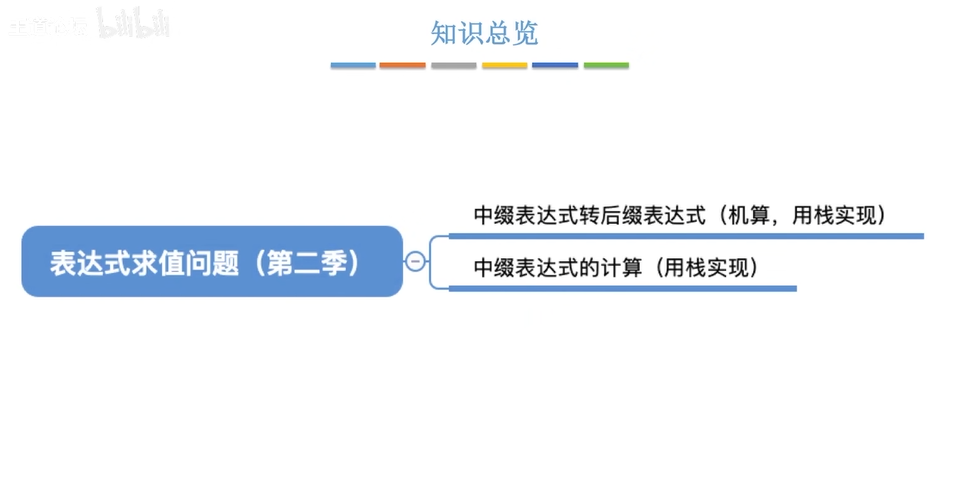 bilibili
知识总览
表达式求值问题（第二季）
中缀表达式转后缀表达式（机算，用栈实现）
中缀表达式的计算（用栈实现）